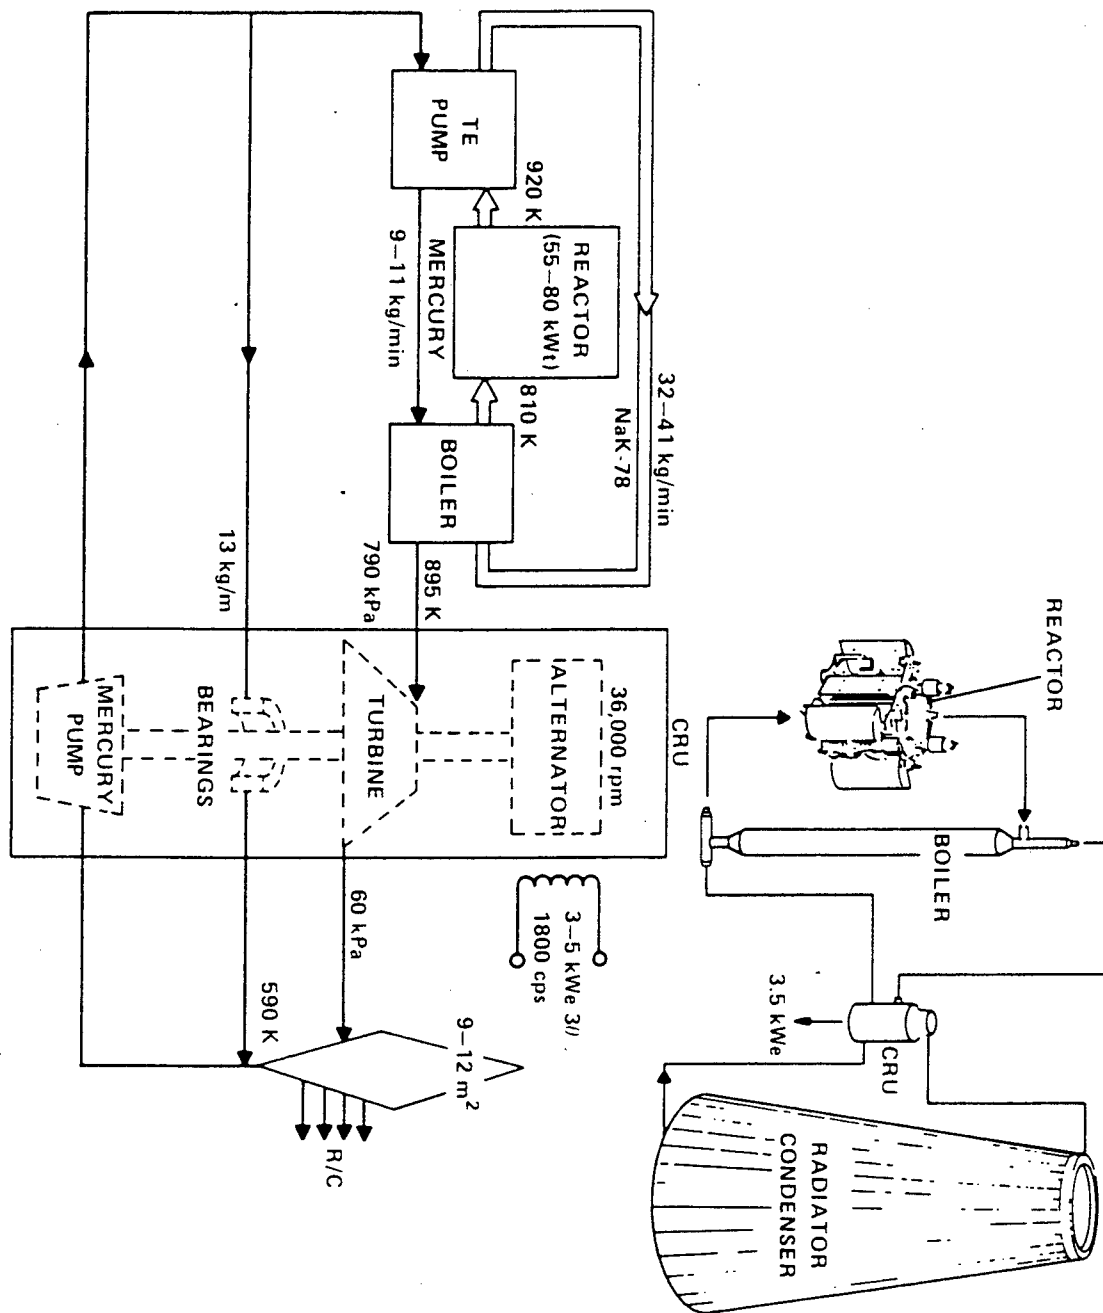 TE
PUMP
920 K
REACTOR
(55–80 kWt)
810 K
MERCURY
9–11 kg/min
BOILER
NaK-78
32–41 kg/min
895 K
790 kPa
13 kg/m
CRU
36,000 rpm
ALTERNATOR
TURBINE
BEARINGS
MERCURY
PUMP
3–5 kWe
1800 cps
60 kPa
590 K
9–12 m²
R/C
REACTOR
BOILER
CRU
3.5 kWe
RADIATOR
CONDENSER